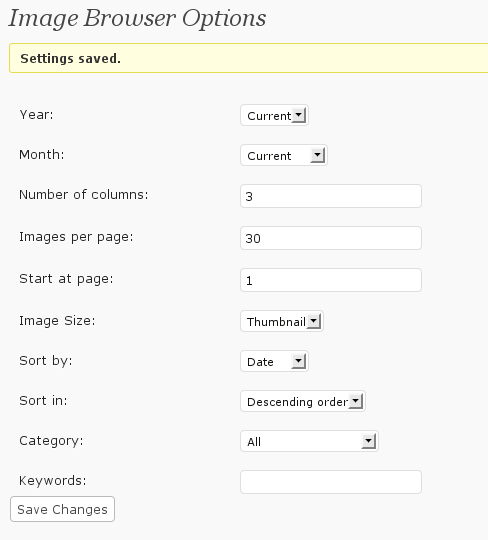 Image Browser Options
Settings saved.
Year: Current
Month: Current
Number of columns: 3
Images per page: 30
Start at page: 1
Image Size: Thumbnail
Sort by: Date
Sort in: Descending order
Category: All
Keywords:
Save Changes